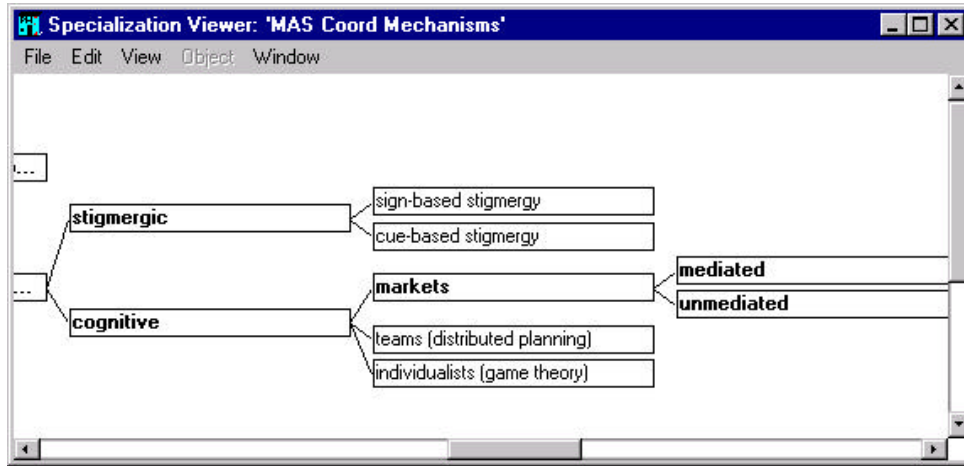 Specialization Viewer: 'MAS Coord Mechanisms'
File Edit View Object Window
...
stigmergic
sign-based stigmergy
cue-based stigmergy
...
cognitive
markets
mediated
unmediated
teams (distributed planning)
individualists (game theory)